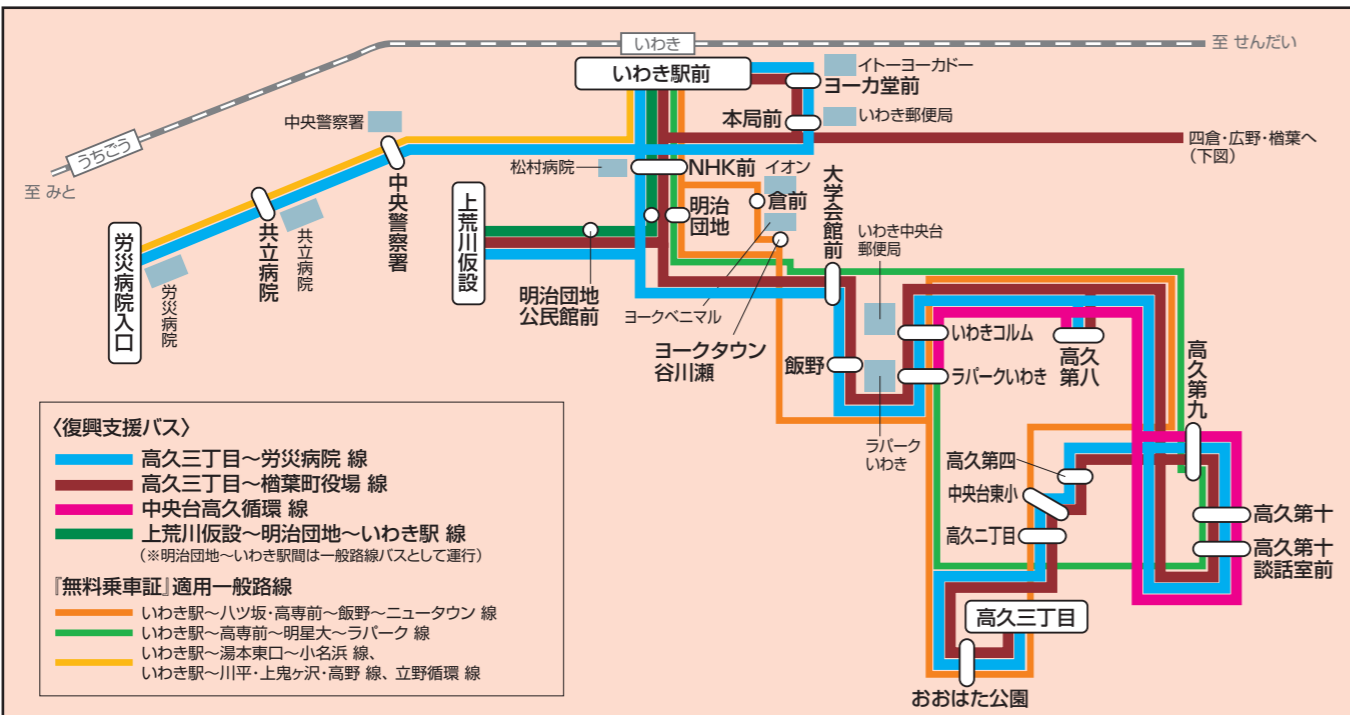 いわき
至 せんだい
うちごう
至 みと
いわき駅前
イトーヨーカドー
ヨーカ堂前
本局前
いわき郵便局
四倉・広野・楢葉へ
(下図)
中央警察署
中央警察署
松村病院
NHK前
イオン
倉前
明治
団地
大学会館前
いわき中央台
郵便局
共立病院
共立病院
労災病院入口
労災病院
上荒川仮設
明治団地
公民館前
ヨークベニマル
ヨークタウン
谷川瀬
飯野
いわきコルム
ラパークいわき
ラパーク
いわき
高久
第八
高久第九
高久第四
中央台東小
高久二丁目
高久第十
高久第十
談話室前
高久三丁目
おおはた公園
〈復興支援バス〉
高久三丁目～労災病院 線
高久三丁目～楢葉町役場 線
中央台高久循環 線
上荒川仮設～明治団地～いわき駅 線
(※明治団地～いわき駅間は一般路線バスとして運行)
『無料乗車証』適用一般路線
いわき駅～八ツ坂・高専前～飯野～ニュータウン 線
いわき駅～高専前～明星大～ラパーク 線
いわき駅～湯本東口～小名浜 線、
いわき駅～川平・上鬼ヶ沢・高野 線、立野循環 線